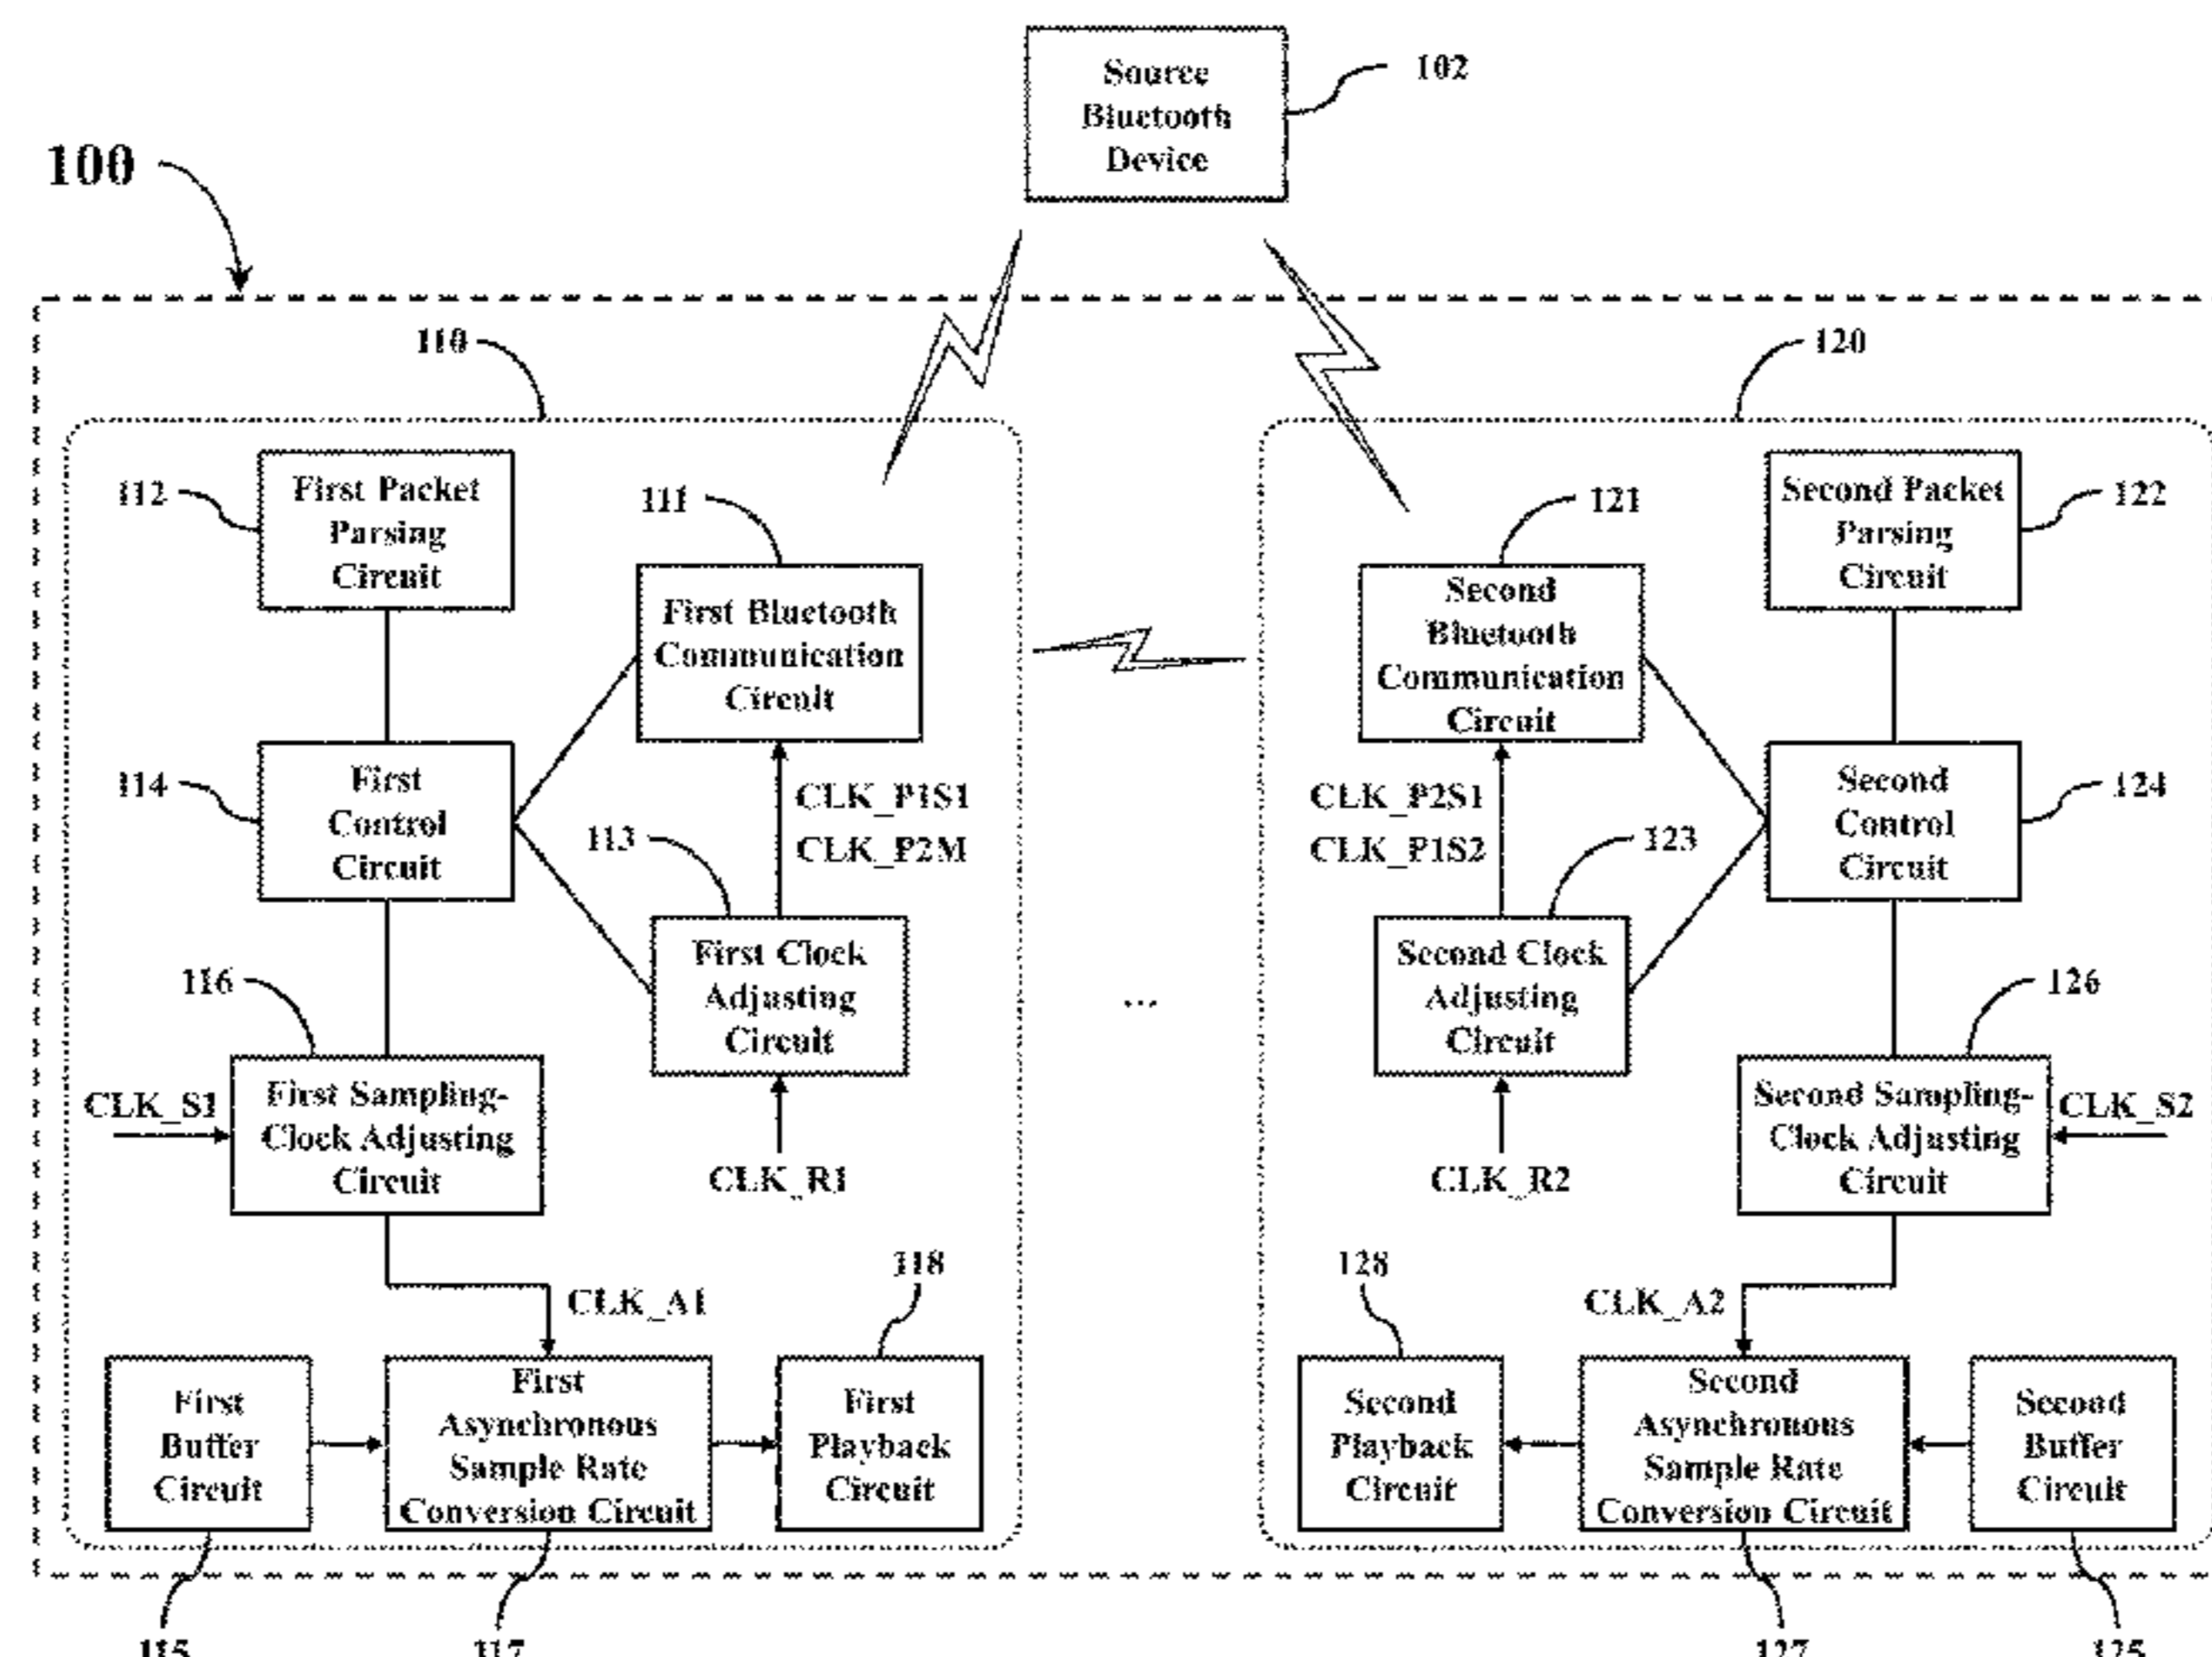 Source
Bluetooth
Device
102
100
110
120
First Packet
Parsing
Circuit
112
111
First Bluetooth
Communication
Circuit
121
Second
Bluetooth
Communication
Circuit
Second Packet
Parsing
Circuit
122
114
First
Control
Circuit
CLK_P1S1
CLK_P2M
113
First Clock
Adjusting
Circuit
CLK_R1
CLK_P2S1
CLK_P1S2
123
Second Clock
Adjusting
Circuit
CLK_R2
Second
Control
Circuit
124
116
CLK_S1
First Sampling-
Clock Adjusting
Circuit
...
126
Second Sampling-
Clock Adjusting
Circuit
CLK_S2
CLK_A1
118
128
CLK_A2
First
Buffer
Circuit
First
Asynchronous
Sample Rate
Conversion Circuit
First
Playback
Circuit
Second
Playback
Circuit
Second
Asynchronous
Sample Rate
Conversion Circuit
Second
Buffer
Circuit
115
117
127
125